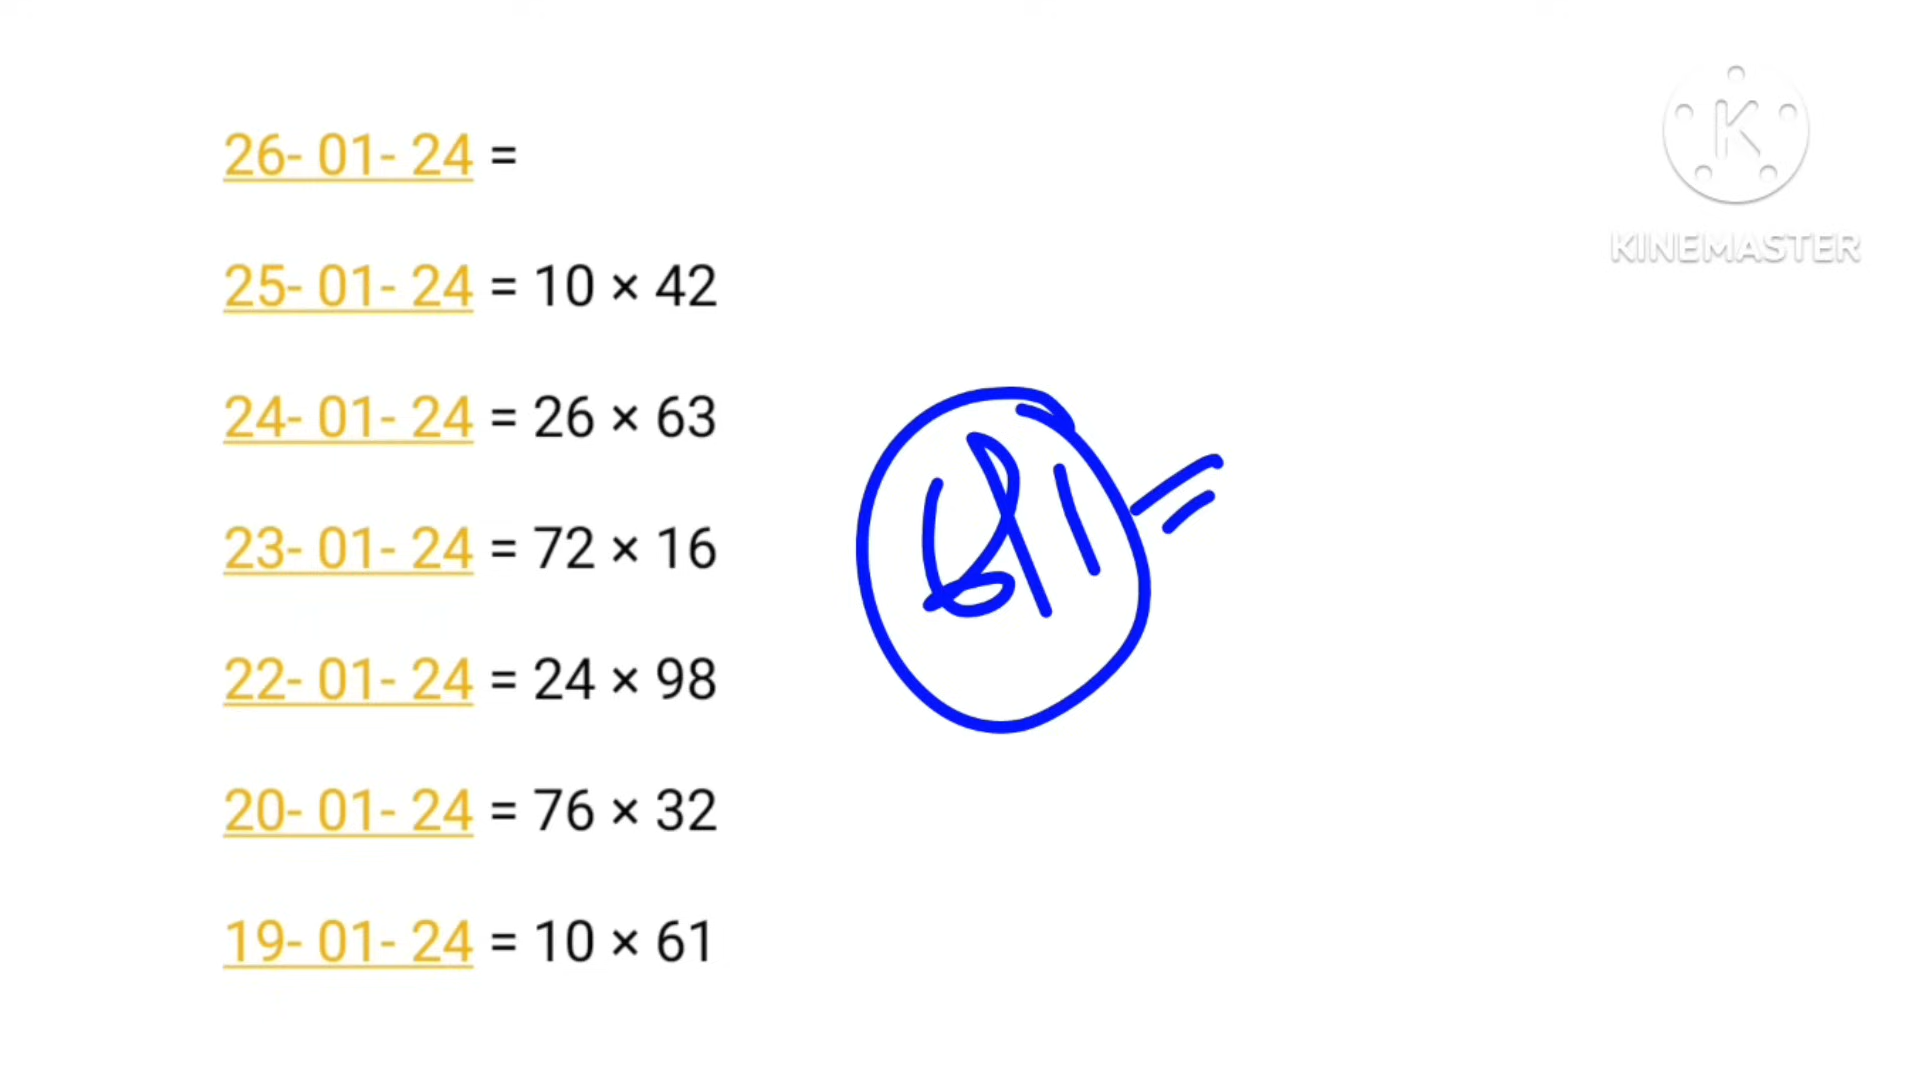 26- 01- 24 =
25- 01- 24 = 10 × 42
24- 01- 24 = 26 × 63
23- 01- 24 = 72 × 16
22- 01- 24 = 24 × 98
20- 01- 24 = 76 × 32
19- 01- 24 = 10 × 61
K
KINEMASTER